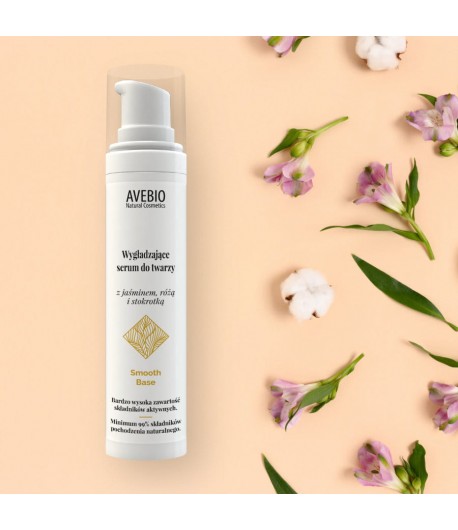 AVEBIO
Natural Cosmetics
Wygładzające
serum do twarzy
z jaśminem, różą
i stokrotką
Smooth
Base
Bardzo wysoka zawartość
składników aktywnych.
Minimum 99% składników
pochodzenia naturalnego.